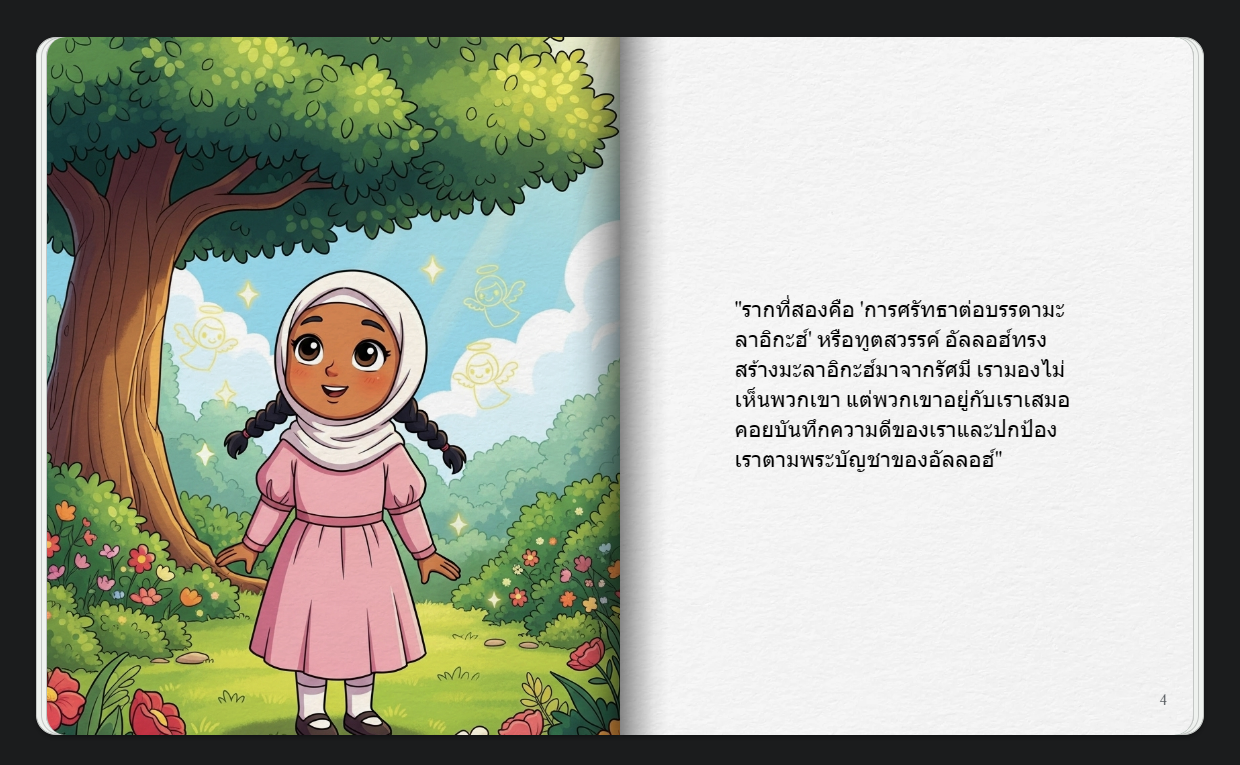 "รากที่สองคือ 'การศรัทธาต่อบรรดามะ
ลาอิกะฮ์' หรือทูตสวรรค์ อัลลอฮ์ทรง
สร้างมะลาอิกะฮ์มาจากรัศมี เรามองไม่
เห็นพวกเขา แต่พวกเขาอยู่กับเราเสมอ
คอยบันทึกความดีของเราและปกป้อง
เราตามพระบัญชาของอัลลอฮ์"
4